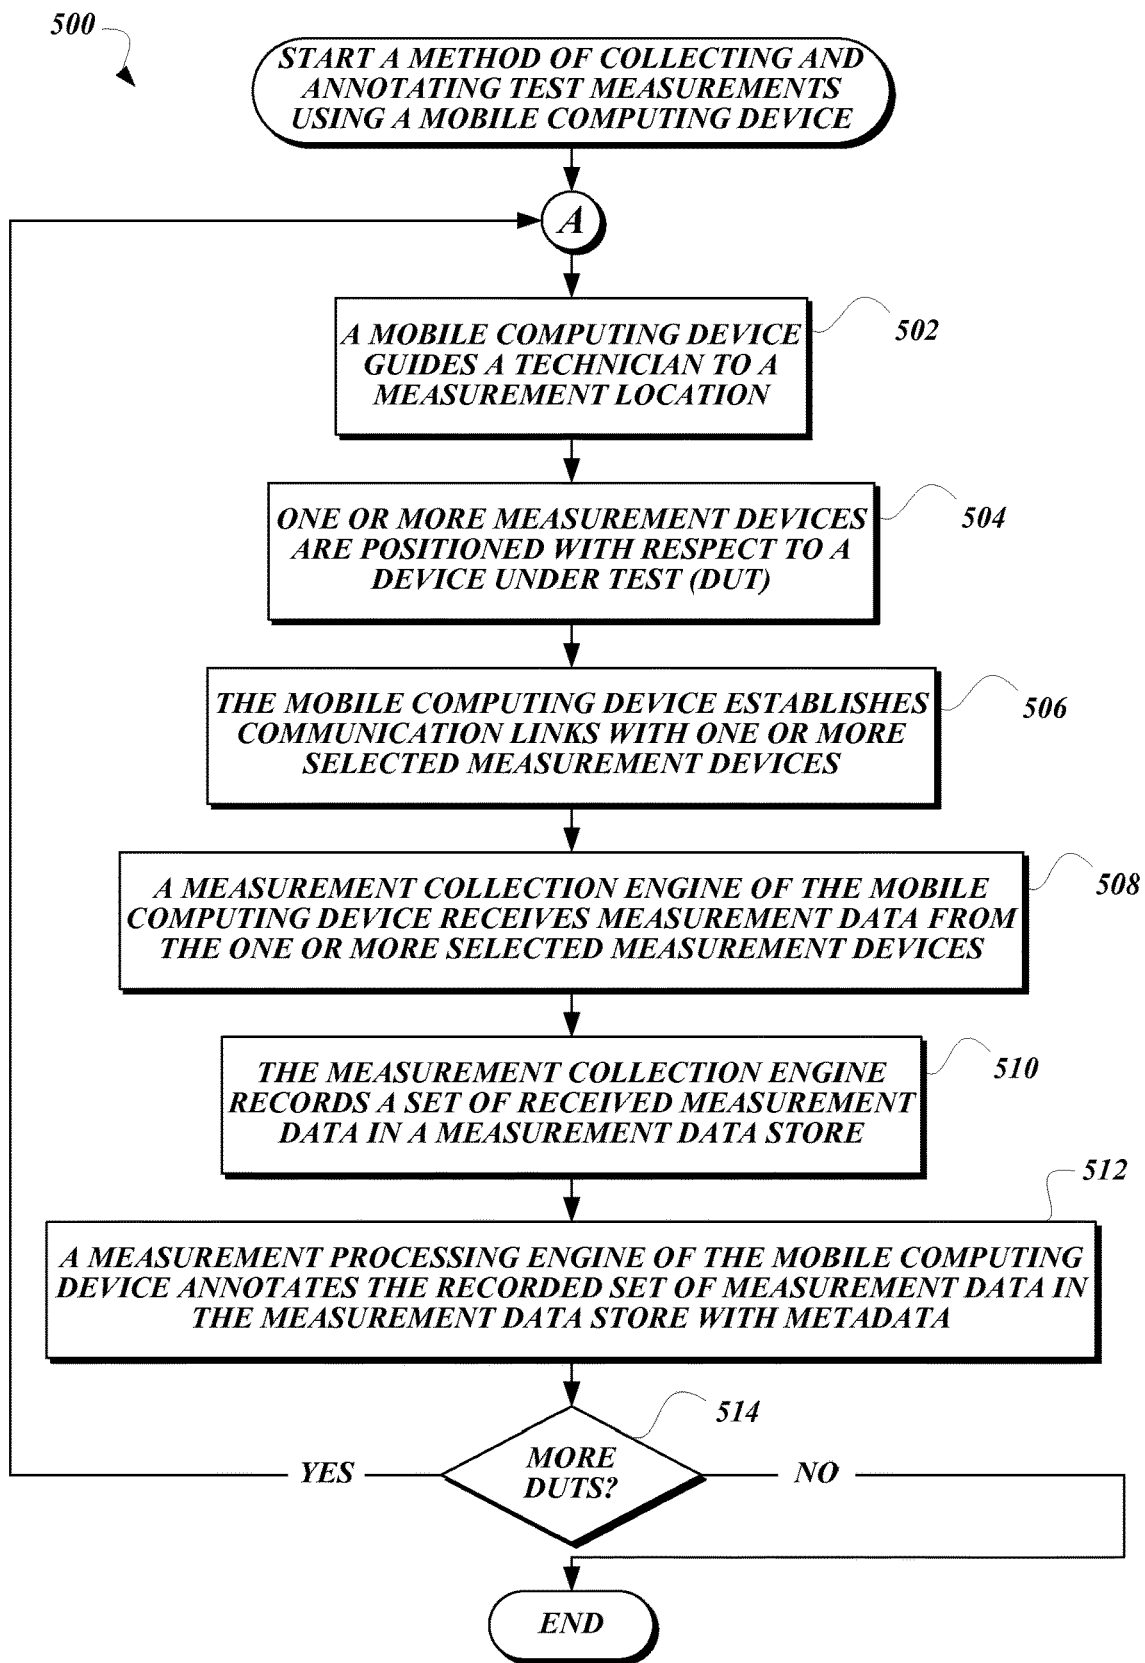 500
START A METHOD OF COLLECTING AND
ANNOTATING TEST MEASUREMENTS
USING A MOBILE COMPUTING DEVICE
A
A MOBILE COMPUTING DEVICE
GUIDES A TECHNICIAN TO A
MEASUREMENT LOCATION
502
ONE OR MORE MEASUREMENT DEVICES
ARE POSITIONED WITH RESPECT TO A
DEVICE UNDER TEST (DUT)
504
THE MOBILE COMPUTING DEVICE ESTABLISHES
COMMUNICATION LINKS WITH ONE OR MORE
SELECTED MEASUREMENT DEVICES
506
A MEASUREMENT COLLECTION ENGINE OF THE MOBILE
COMPUTING DEVICE RECEIVES MEASUREMENT DATA FROM
THE ONE OR MORE SELECTED MEASUREMENT DEVICES
508
THE MEASUREMENT COLLECTION ENGINE
RECORDS A SET OF RECEIVED MEASUREMENT
DATA IN A MEASUREMENT DATA STORE
510
A MEASUREMENT PROCESSING ENGINE OF THE MOBILE COMPUTING
DEVICE ANNOTATES THE RECORDED SET OF MEASUREMENT DATA IN
THE MEASUREMENT DATA STORE WITH METADATA
512
MORE
DUTS?
514
YES
NO
END